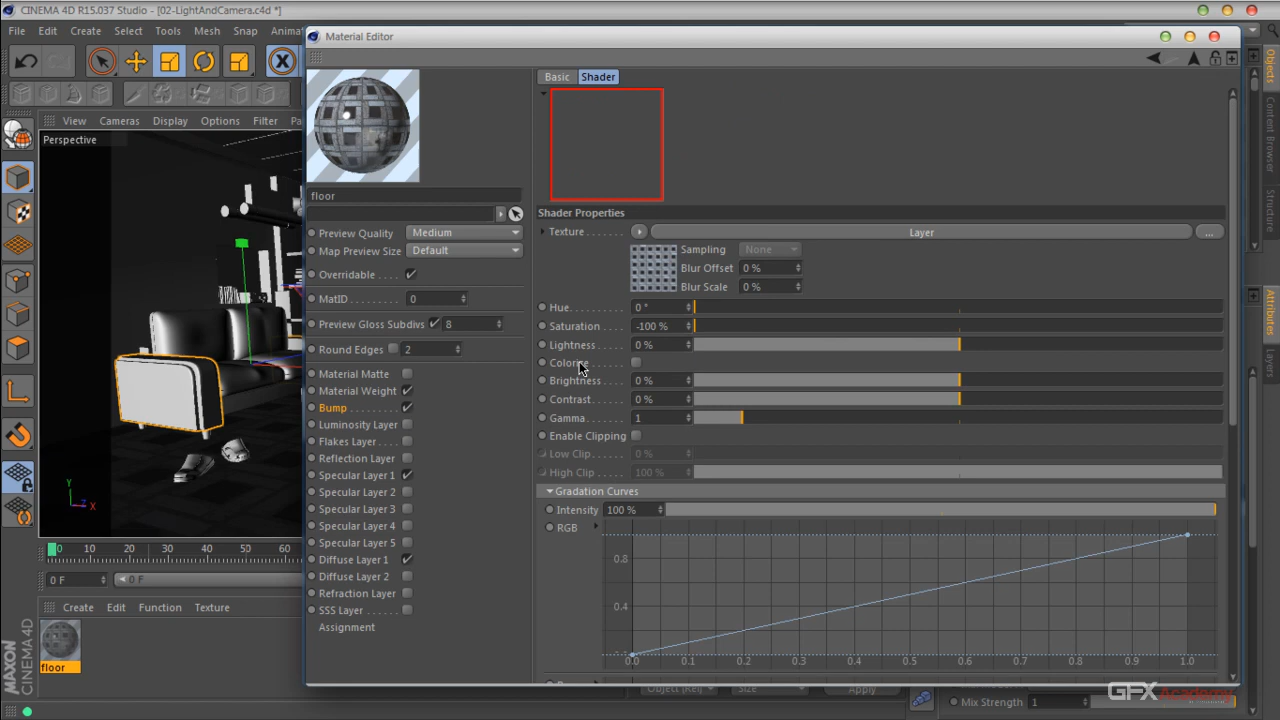 CINEMA 4D R15.037 Studio - [02-LightAndCamera.c4d *]
File Edit Create Select Tools Mesh Snap Anima
Material Editor
View Cameras Display Options Filter Pa
Perspective
Y
Z
X
0 10 20 30 40 50 60
0 F
0 F
Create Edit Function Texture
floor
MAXON
CINEMA 4D
floor
Preview Quality Medium
Map Preview Size Default
Overridable
MatID 0
Preview Gloss Subdivs 8
Round Edges 2
Material Matte
Material Weight
Bump
Luminosity Layer
Flakes Layer
Reflection Layer
Specular Layer 1
Specular Layer 2
Specular Layer 3
Specular Layer 4
Specular Layer 5
Diffuse Layer 1
Diffuse Layer 2
Refraction Layer
SSS Layer
Assignment
Basic Shader
Shader Properties
Texture Layer ...
Sampling None
Blur Offset 0 %
Blur Scale 0 %
Hue 0 °
Saturation -100 %
Lightness 0 %
Colorize
Brightness 0 %
Contrast 0 %
Gamma 1
Enable Clipping
Low Clip 0 %
High Clip 100 %
Gradation Curves
Intensity 100 %
RGB
0.8
0.4
0.0 0.1 0.2 0.3 0.4 0.5 0.6 0.7 0.8 0.9 1.0
Object (Rel) Size Apply
Mix Strength 1
GFX Academy
Objects
Content Browser
Structure
Attributes
Layers